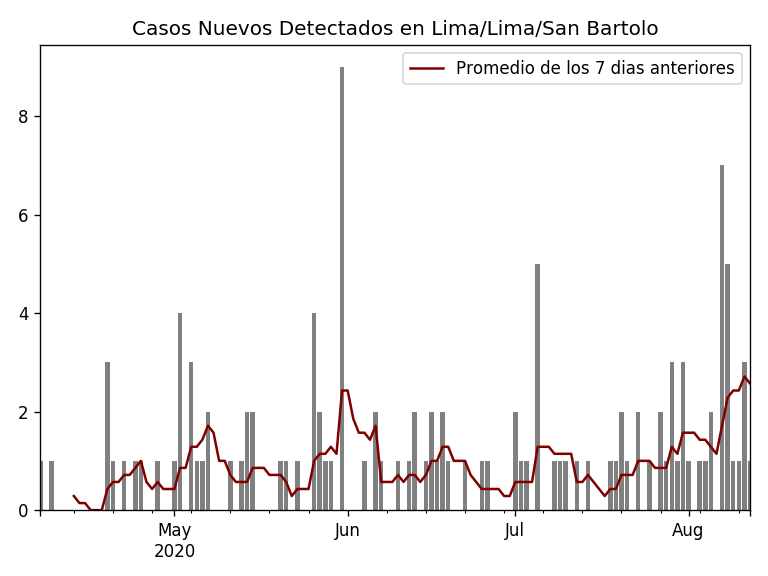 Casos Nuevos Detectados en Lima/Lima/San Bartolo
Promedio de los 7 dias anteriores
8
6
4
2
0
May
2020
Jun
Jul
Aug